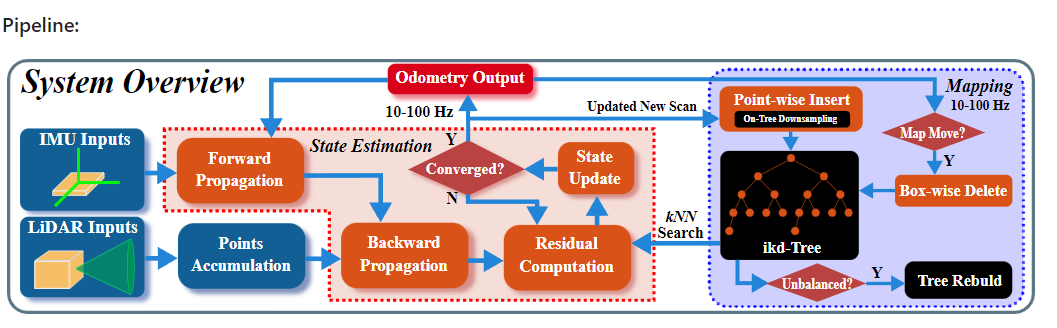 Pipeline:
System Overview
Odometry Output
Mapping
10-100 Hz
10-100 Hz
Updated New Scan
Point-wise Insert
On-Tree Downsampling
Map Move?
Y
IMU Inputs
Forward
Propagation
State Estimation
Y
Converged?
N
State
Update
Box-wise Delete
LiDAR Inputs
Points
Accumulation
Backward
Propagation
Residual
Computation
kNN
Search
ikd-Tree
Unbalanced?
Y
Tree Rebuld